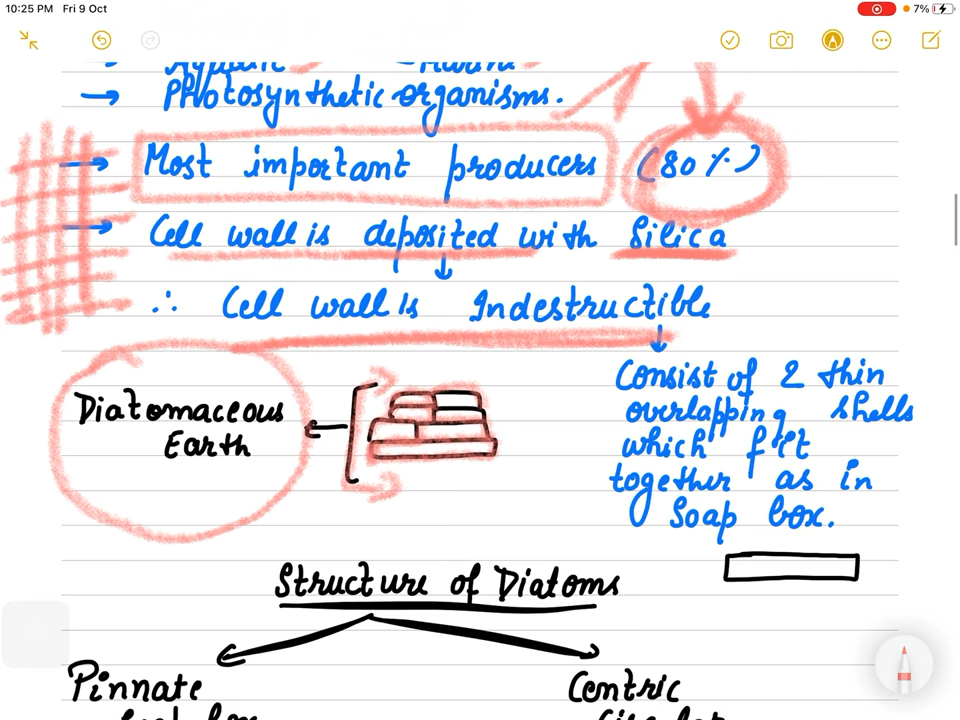 10:25 PM Fri 9 Oct
7%
→ Aquatic - Marine
→ Photosynthetic organisms.
→ Most important producers (80%)
→ Cell wall is deposited with Silica
∴ Cell wall is Indestructible
Consist of 2 thin
overlapping shells
which fit
together as in
Soap box.
Diatomaceous
Earth
Structure of Diatoms
Pinnate
Centric